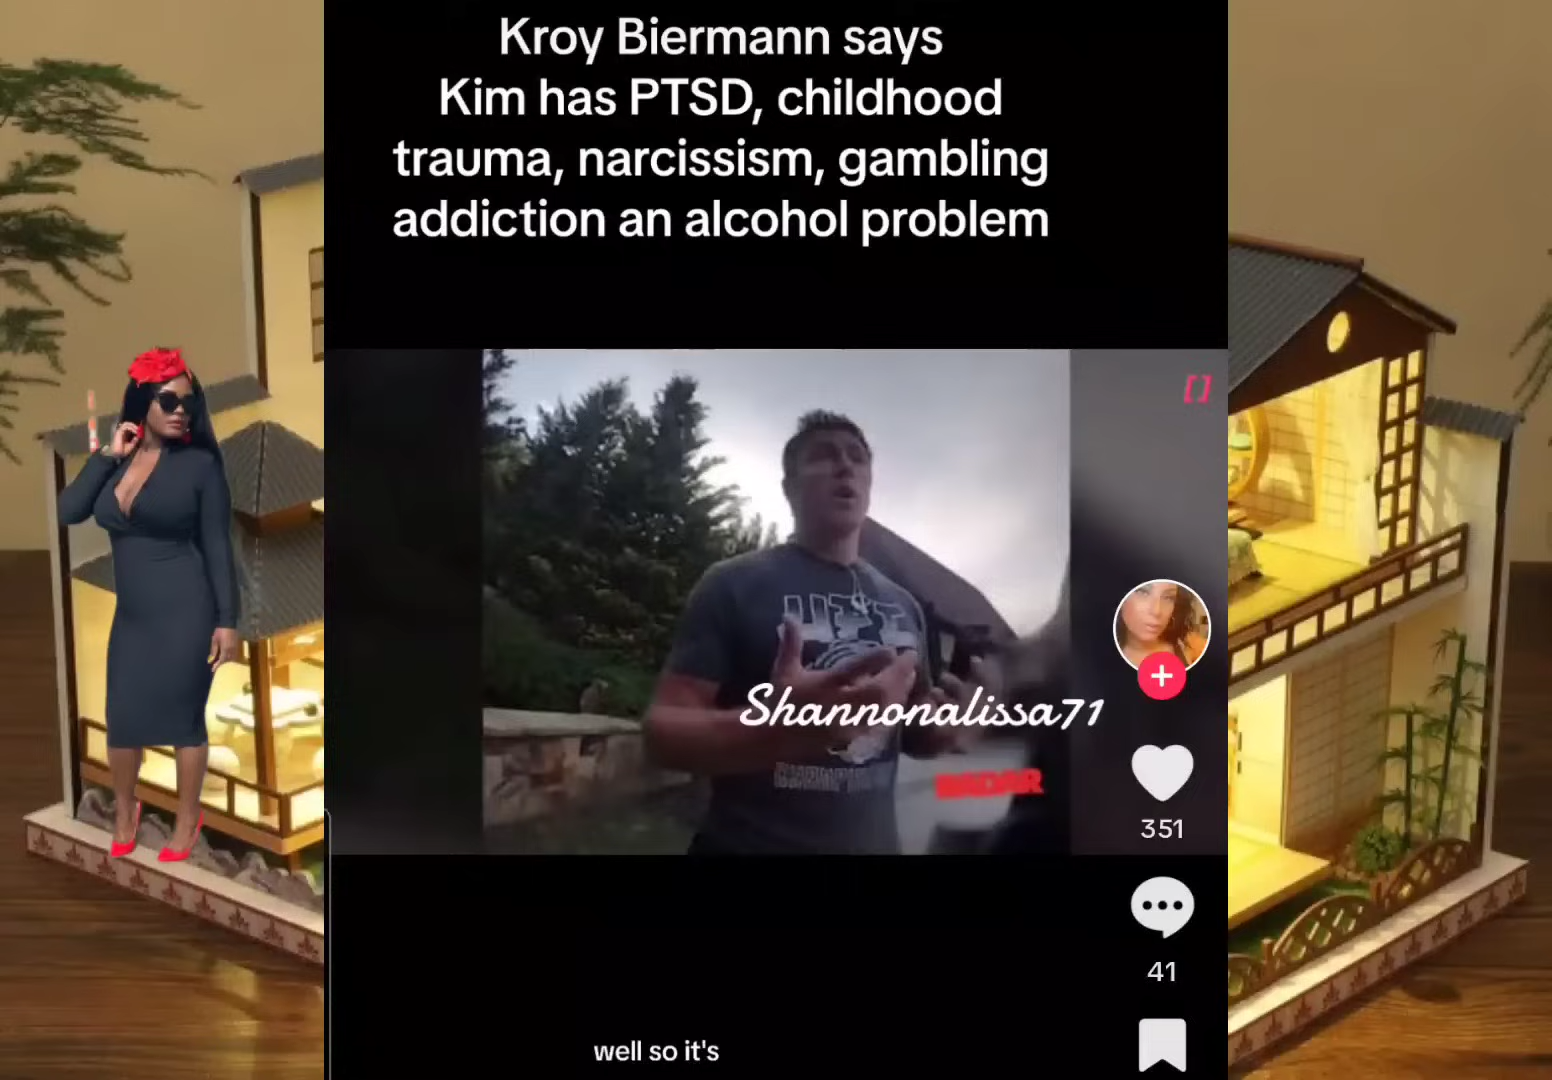 Kroy Biermann says
Kim has PTSD, childhood
trauma, narcissism, gambling
addiction an alcohol problem
[]
Shannonalissa71
RADAR
351
41
well so it's